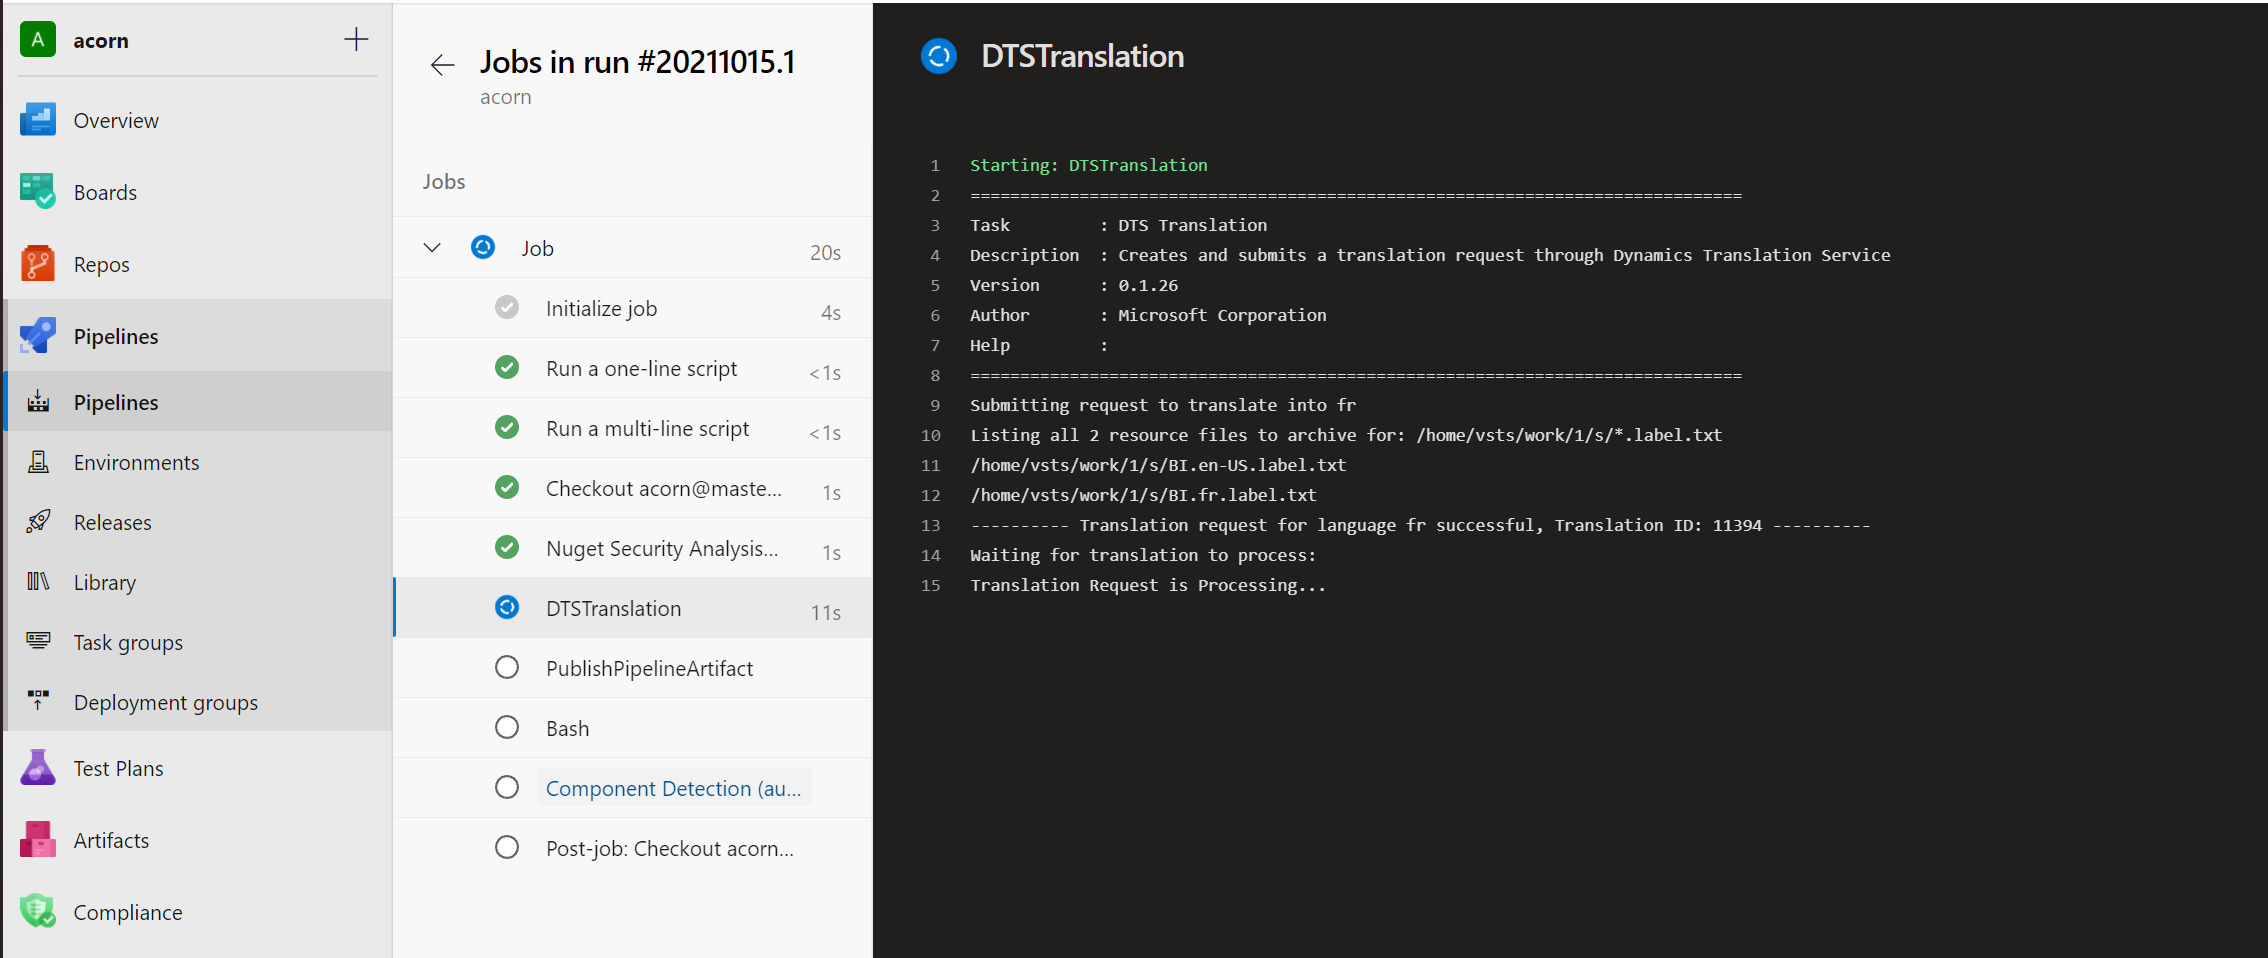 A acorn
Overview
Boards
Repos
Pipelines
Pipelines
Environments
Releases
Library
Task groups
Deployment groups
Test Plans
Artifacts
Compliance
Jobs in run #20211015.1
acorn
Jobs
Job 20s
Initialize job 4s
Run a one-line script <1s
Run a multi-line script <1s
Checkout acorn@maste... 1s
Nuget Security Analysis... 1s
DTSTranslation 11s
PublishPipelineArtifact
Bash
Component Detection (au...
Post-job: Checkout acorn...
DTSTranslation
1 Starting: DTSTranslation
2 ==============================================================================
3 Task         : DTS Translation
4 Description  : Creates and submits a translation request through Dynamics Translation Service
5 Version      : 0.1.26
6 Author       : Microsoft Corporation
7 Help         :
8 ==============================================================================
9 Submitting request to translate into fr
10 Listing all 2 resource files to archive for: /home/vsts/work/1/s/*.label.txt
11 /home/vsts/work/1/s/BI.en-US.label.txt
12 /home/vsts/work/1/s/BI.fr.label.txt
13 ---------- Translation request for language fr successful, Translation ID: 11394 ----------
14 Waiting for translation to process:
15 Translation Request is Processing...